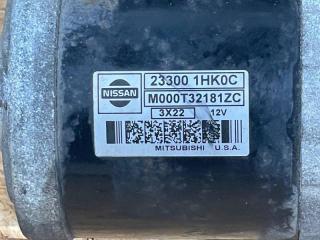 NISSAN
23300 1HK0C
M000T32181ZC
3X22 12V
MITSUBISHI U.S.A.